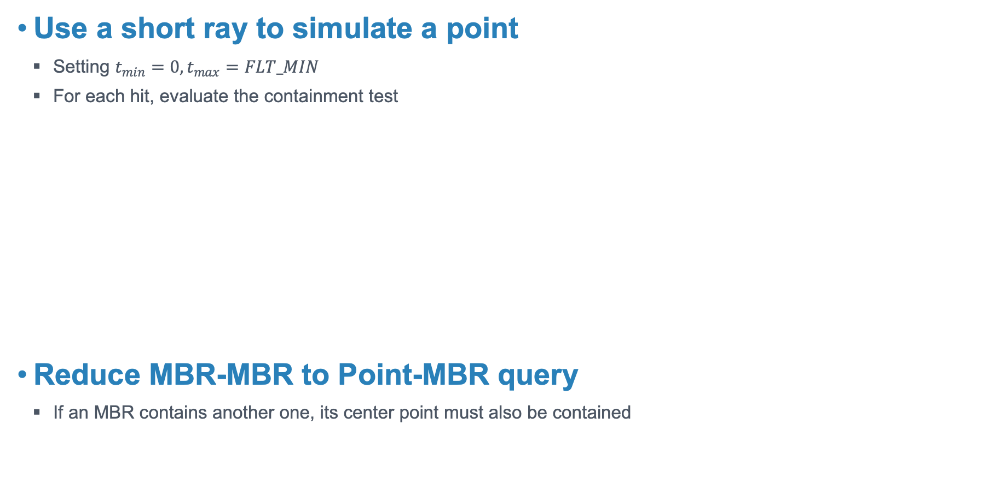 • Use a short ray to simulate a point
▪ Setting t_min = 0, t_max = FLT_MIN
▪ For each hit, evaluate the containment test
• Reduce MBR-MBR to Point-MBR query
▪ If an MBR contains another one, its center point must also be contained